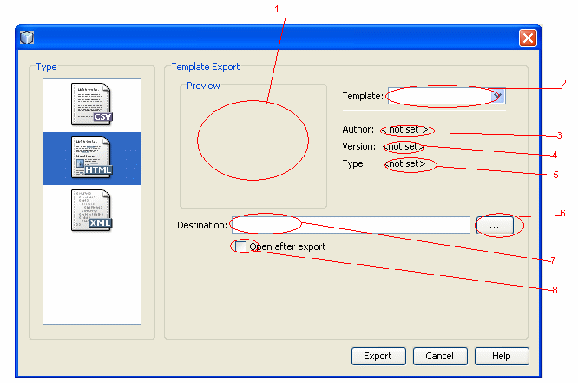 1
Type
Template Export
Preview
2
Template:
CSV
Author: <not set>
3
Version: <not set>
4
HTML
Type <not set>
5
XML
6
Destination: ...
Open after export
7
8
Export Cancel Help